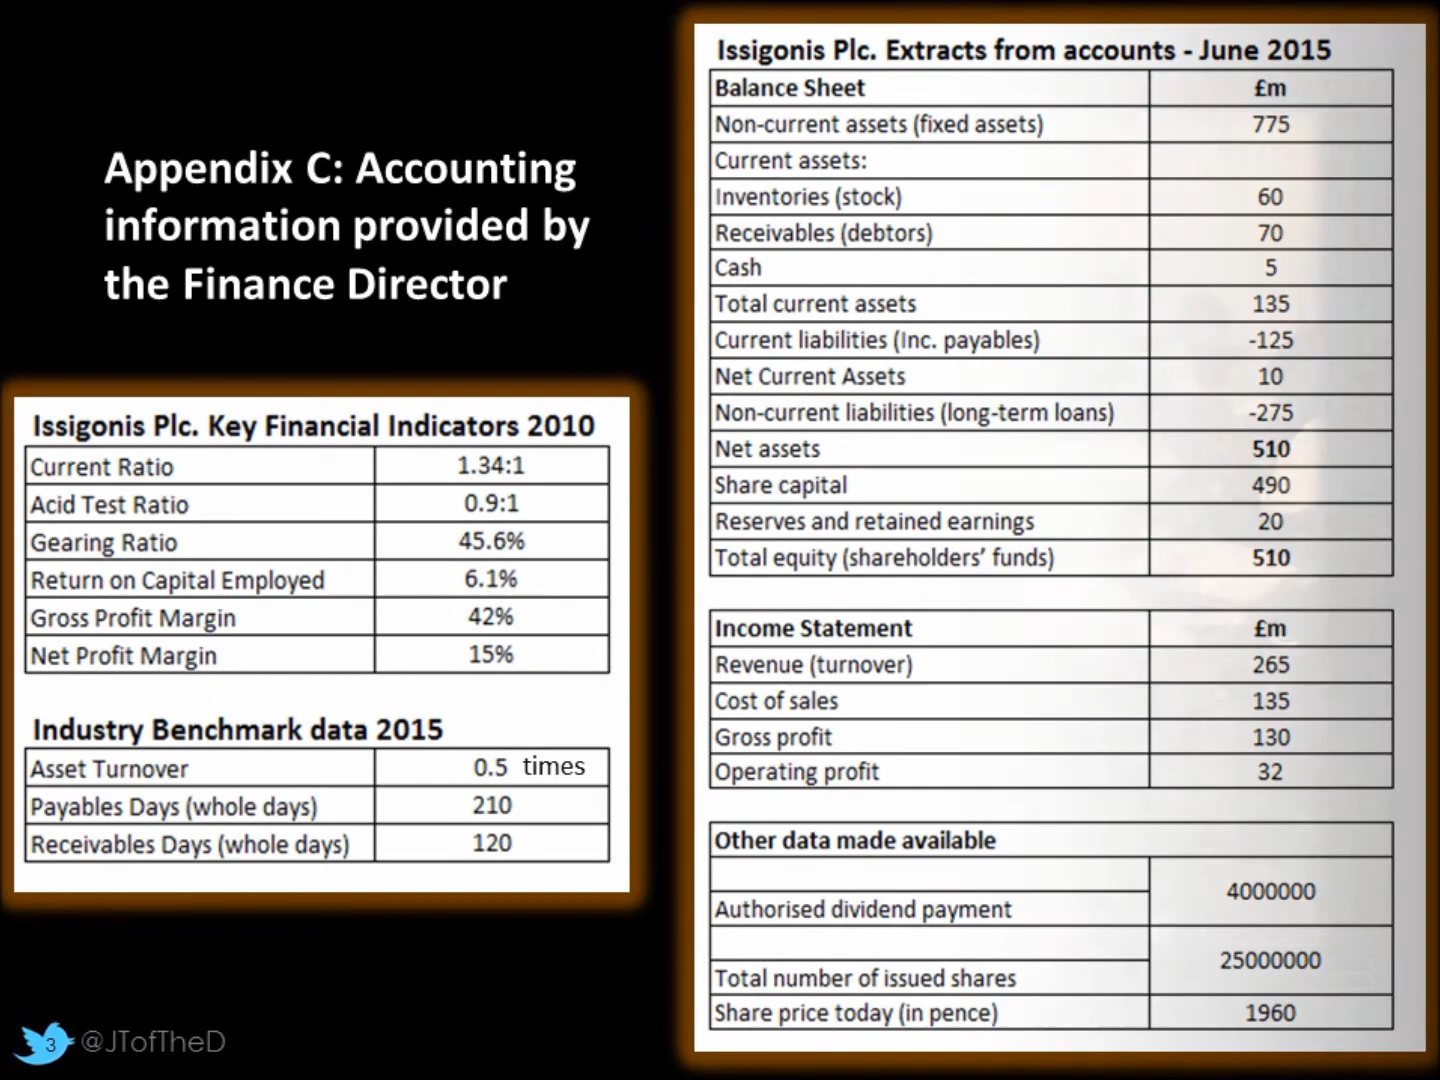 Appendix C: Accounting
information provided by
the Finance Director
Issigonis Plc. Key Financial Indicators 2010
Current Ratio 1.34:1
Acid Test Ratio 0.9:1
Gearing Ratio 45.6%
Return on Capital Employed 6.1%
Gross Profit Margin 42%
Net Profit Margin 15%
Industry Benchmark data 2015
Asset Turnover 0.5 times
Payables Days (whole days) 210
Receivables Days (whole days) 120
3 @JTofTheD
Issigonis Plc. Extracts from accounts - June 2015
Balance Sheet £m
Non-current assets (fixed assets) 775
Current assets:
Inventories (stock) 60
Receivables (debtors) 70
Cash 5
Total current assets 135
Current liabilities (Inc. payables) -125
Net Current Assets 10
Non-current liabilities (long-term loans) -275
Net assets 510
Share capital 490
Reserves and retained earnings 20
Total equity (shareholders' funds) 510
Income Statement £m
Revenue (turnover) 265
Cost of sales 135
Gross profit 130
Operating profit 32
Other data made available
Authorised dividend payment 4000000
Total number of issued shares 25000000
Share price today (in pence) 1960